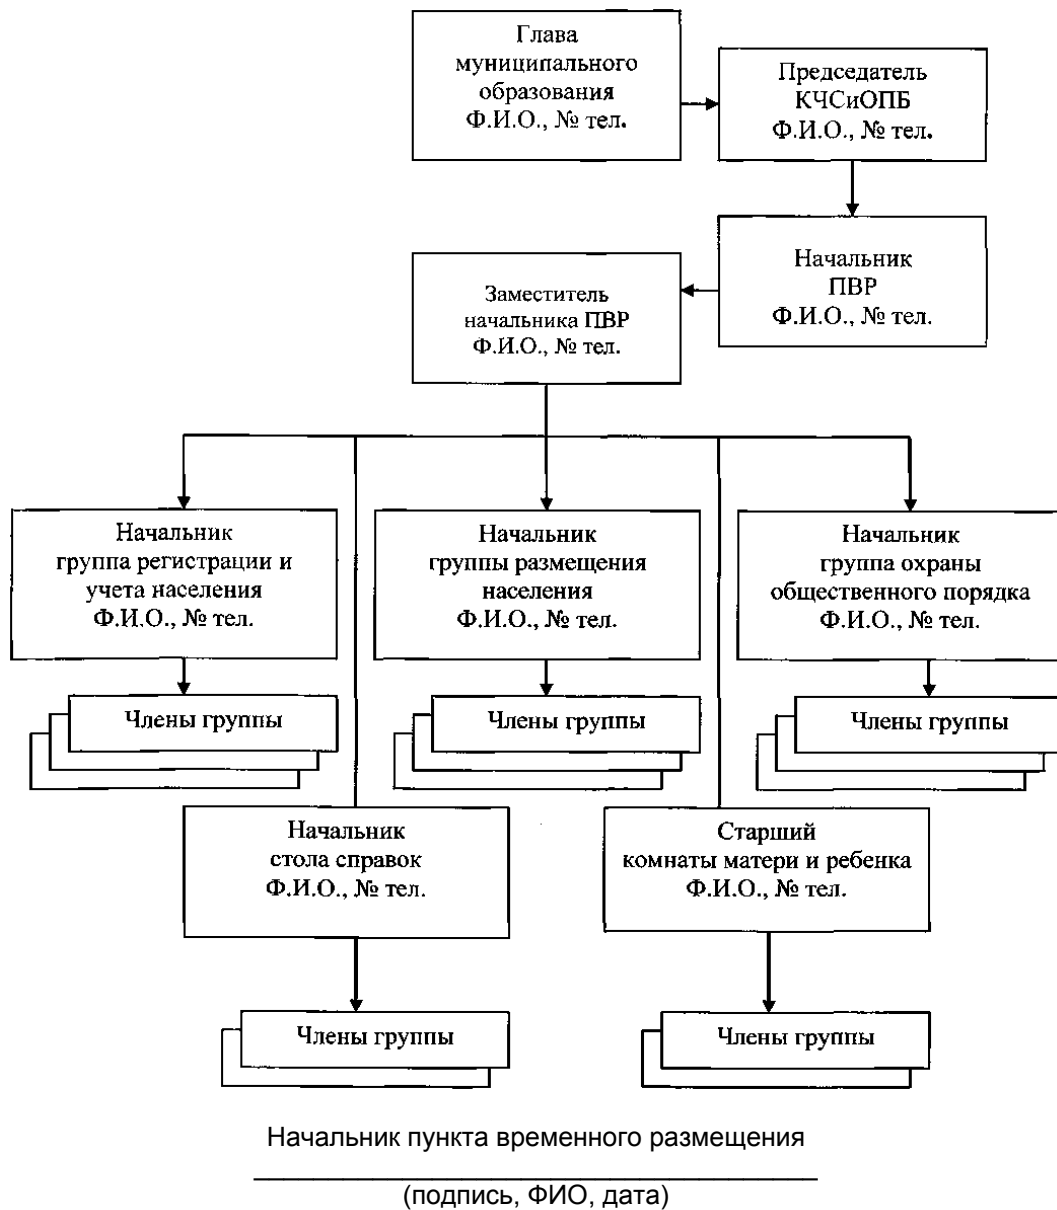 Глава
муниципального
образования
Ф.И.О., № тел.
Председатель
КЧСиОПБ
Ф.И.О., № тел.
Начальник
ПВР
Ф.И.О., № тел.
Заместитель
начальника ПВР
Ф.И.О., № тел.
Начальник
группа регистрации и
учета населения
Ф.И.О., № тел.
Начальник
группы размещения
населения
Ф.И.О., № тел.
Начальник
группа охраны
общественного порядка
Ф.И.О., № тел.
Члены группы
Члены группы
Члены группы
Начальник
стола справок
Ф.И.О., № тел.
Старший
комнаты матери и ребенка
Ф.И.О., № тел.
Члены группы
Члены группы
Начальник пункта временного размещения
(подпись, ФИО, дата)